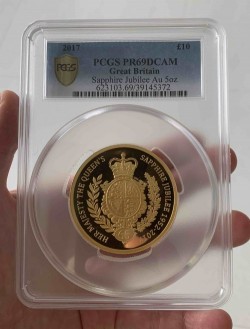 2017 £10
PCGS PR69DCAM
Great Britain
Sapphire Jubilee Au 5oz.
623103.69/39145372
PCGS
HER MAJESTY THE QUEEN'S SAPPHIRE JUBILEE 1952-2017